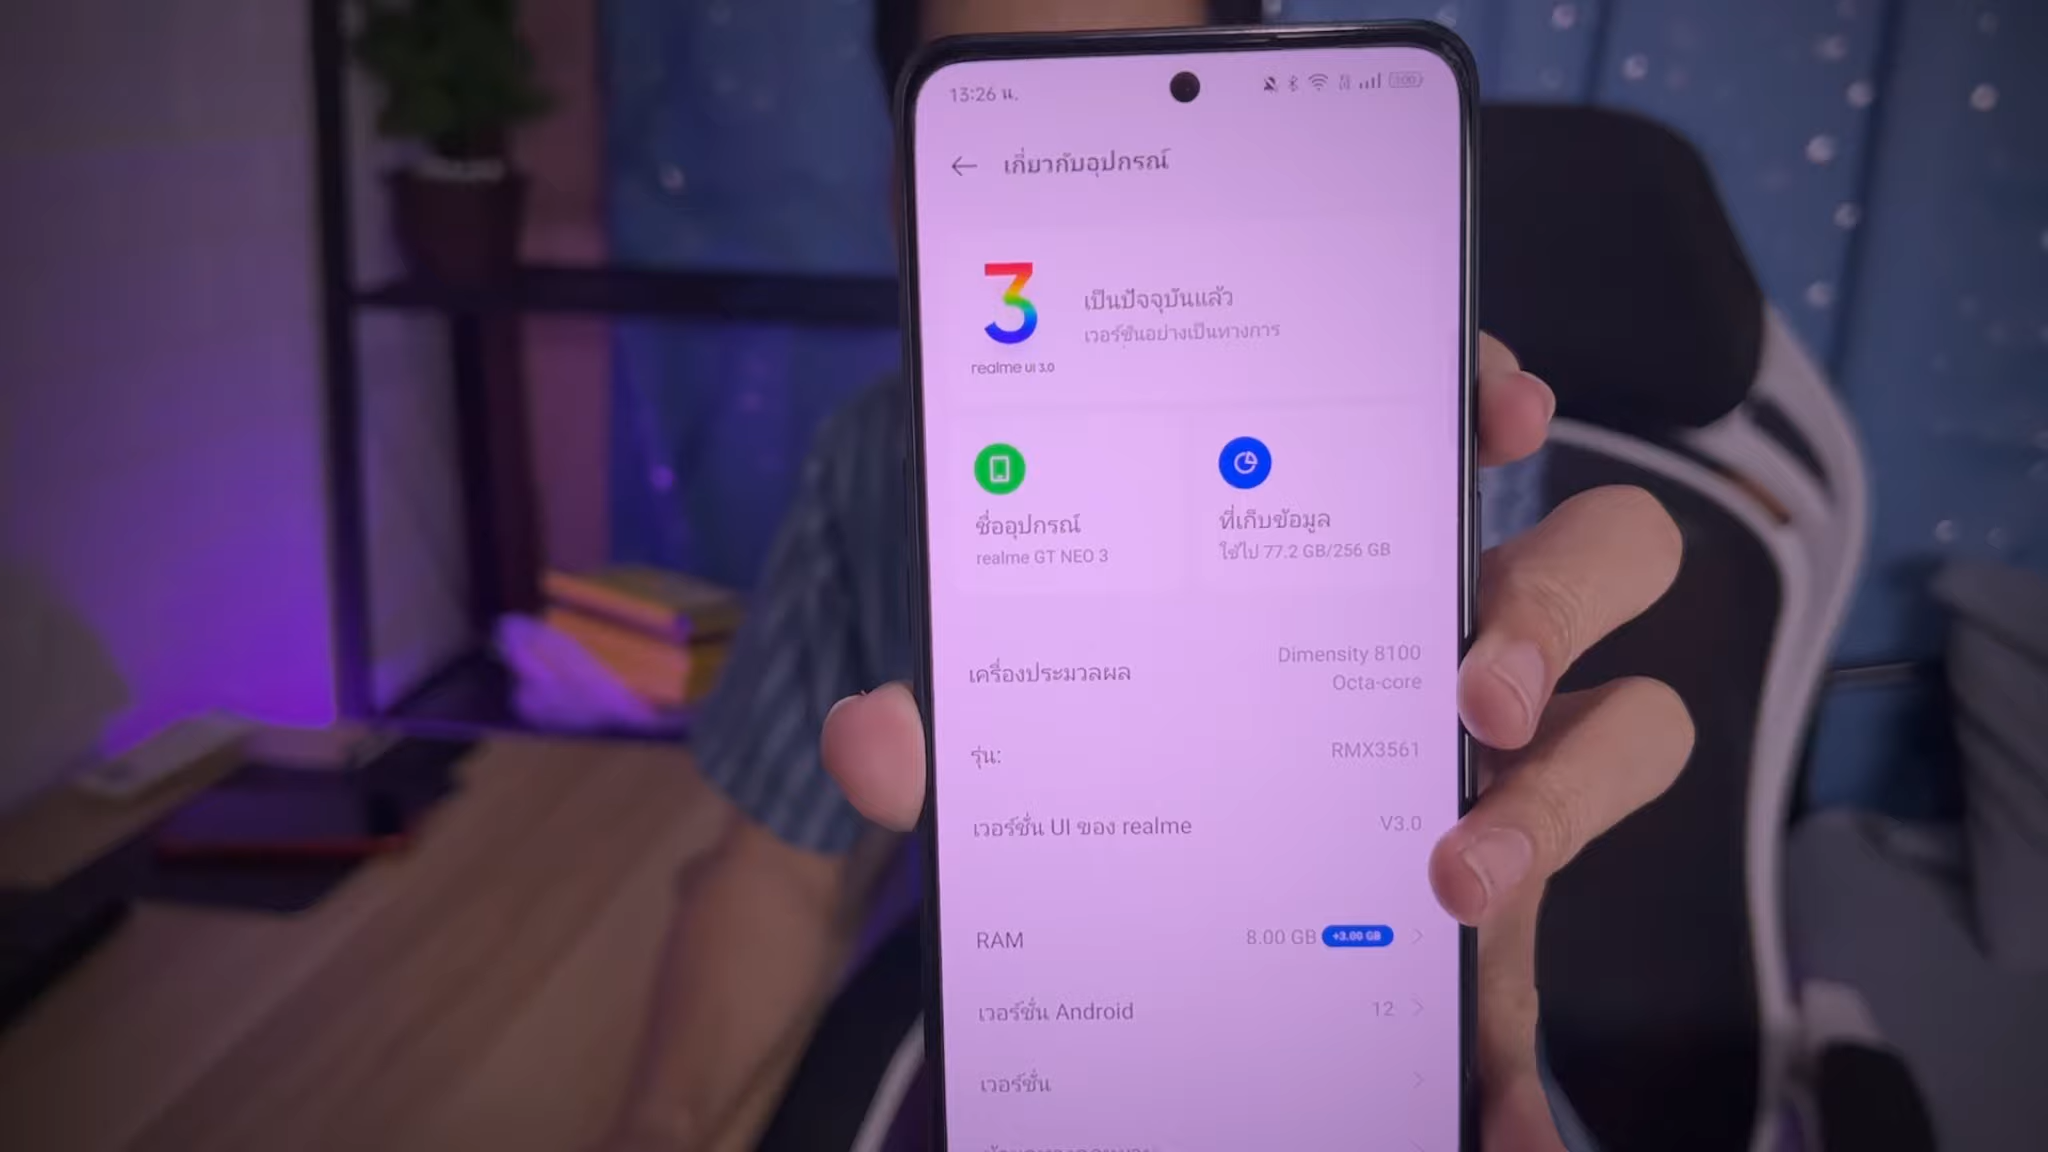 13:26 น.
100
เกี่ยวกับอุปกรณ์
3
realme UI 3.0
เป็นปัจจุบันแล้ว
เวอร์ชันอย่างเป็นทางการ
ชื่ออุปกรณ์
realme GT NEO 3
ที่เก็บข้อมูล
ใช้ไป 77.2 GB/256 GB
เครื่องประมวลผล
Dimensity 8100
Octa-core
รุ่น:
RMX3561
เวอร์ชั่น UI ของ realme
V3.0
RAM
8.00 GB +3.00 GB
เวอร์ชั่น Android
12
เวอร์ชั่น